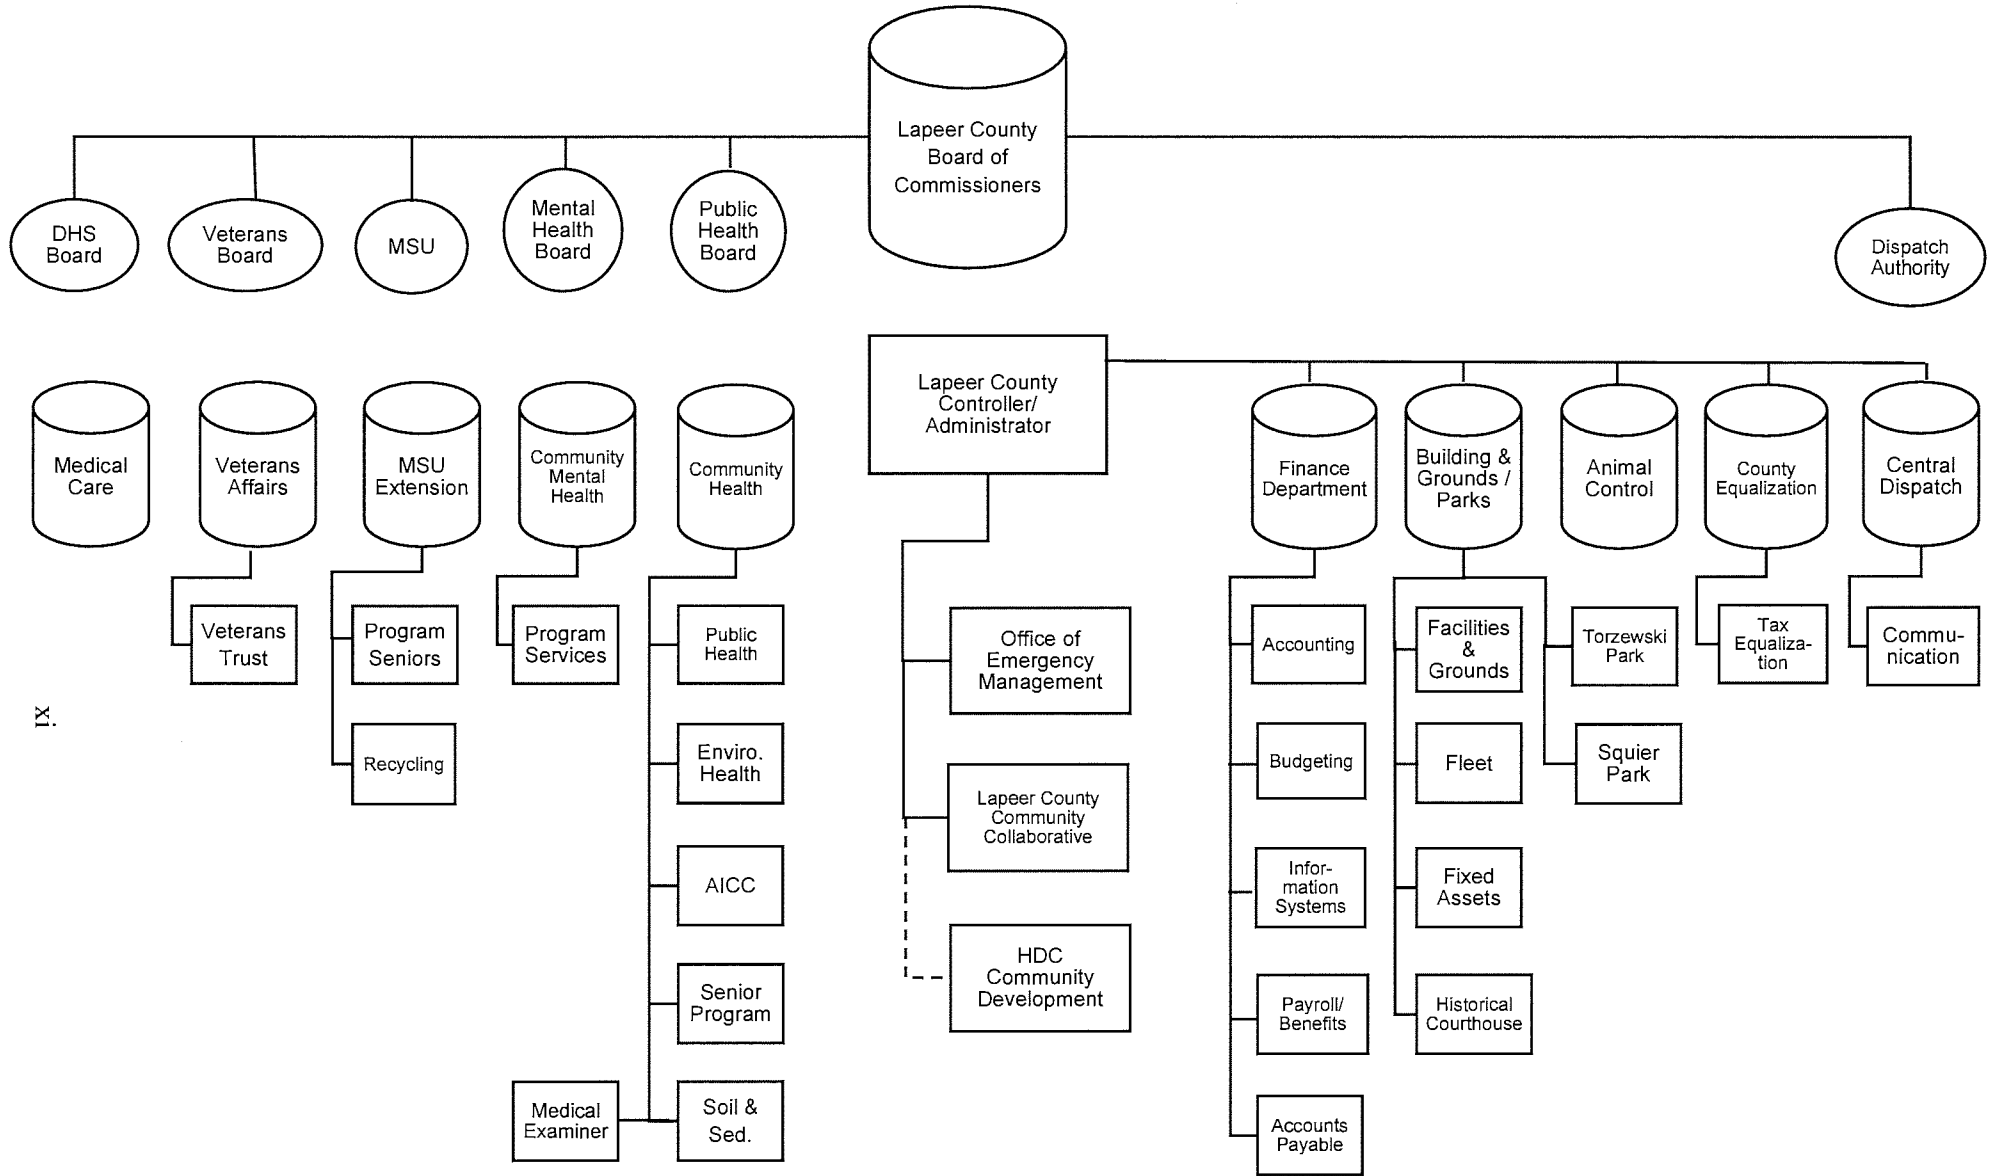 Lapeer County
Board of
Commissioners
DHS
Board
Veterans
Board
MSU
Mental
Health
Board
Public
Health
Board
Dispatch
Authority
Lapeer County
Controller/
Administrator
Medical
Care
Veterans
Affairs
MSU
Extension
Community
Mental
Health
Community
Health
Finance
Department
Building &
Grounds /
Parks
Animal
Control
County
Equalization
Central
Dispatch
Veterans
Trust
Program
Seniors
Program
Services
Public
Health
Office of
Emergency
Management
Accounting
Facilities
&
Grounds
Torzewski
Park
Tax
Equaliza-
tion
Commu-
nication
xi
Recycling
Enviro.
Health
Lapeer County
Community
Collaborative
Budgeting
Fleet
Squier
Park
AICC
Infor-
mation
Systems
Fixed
Assets
Senior
Program
HDC
Community
Development
Payroll/
Benefits
Historical
Courthouse
Medical
Examiner
Soil &
Sed.
Accounts
Payable